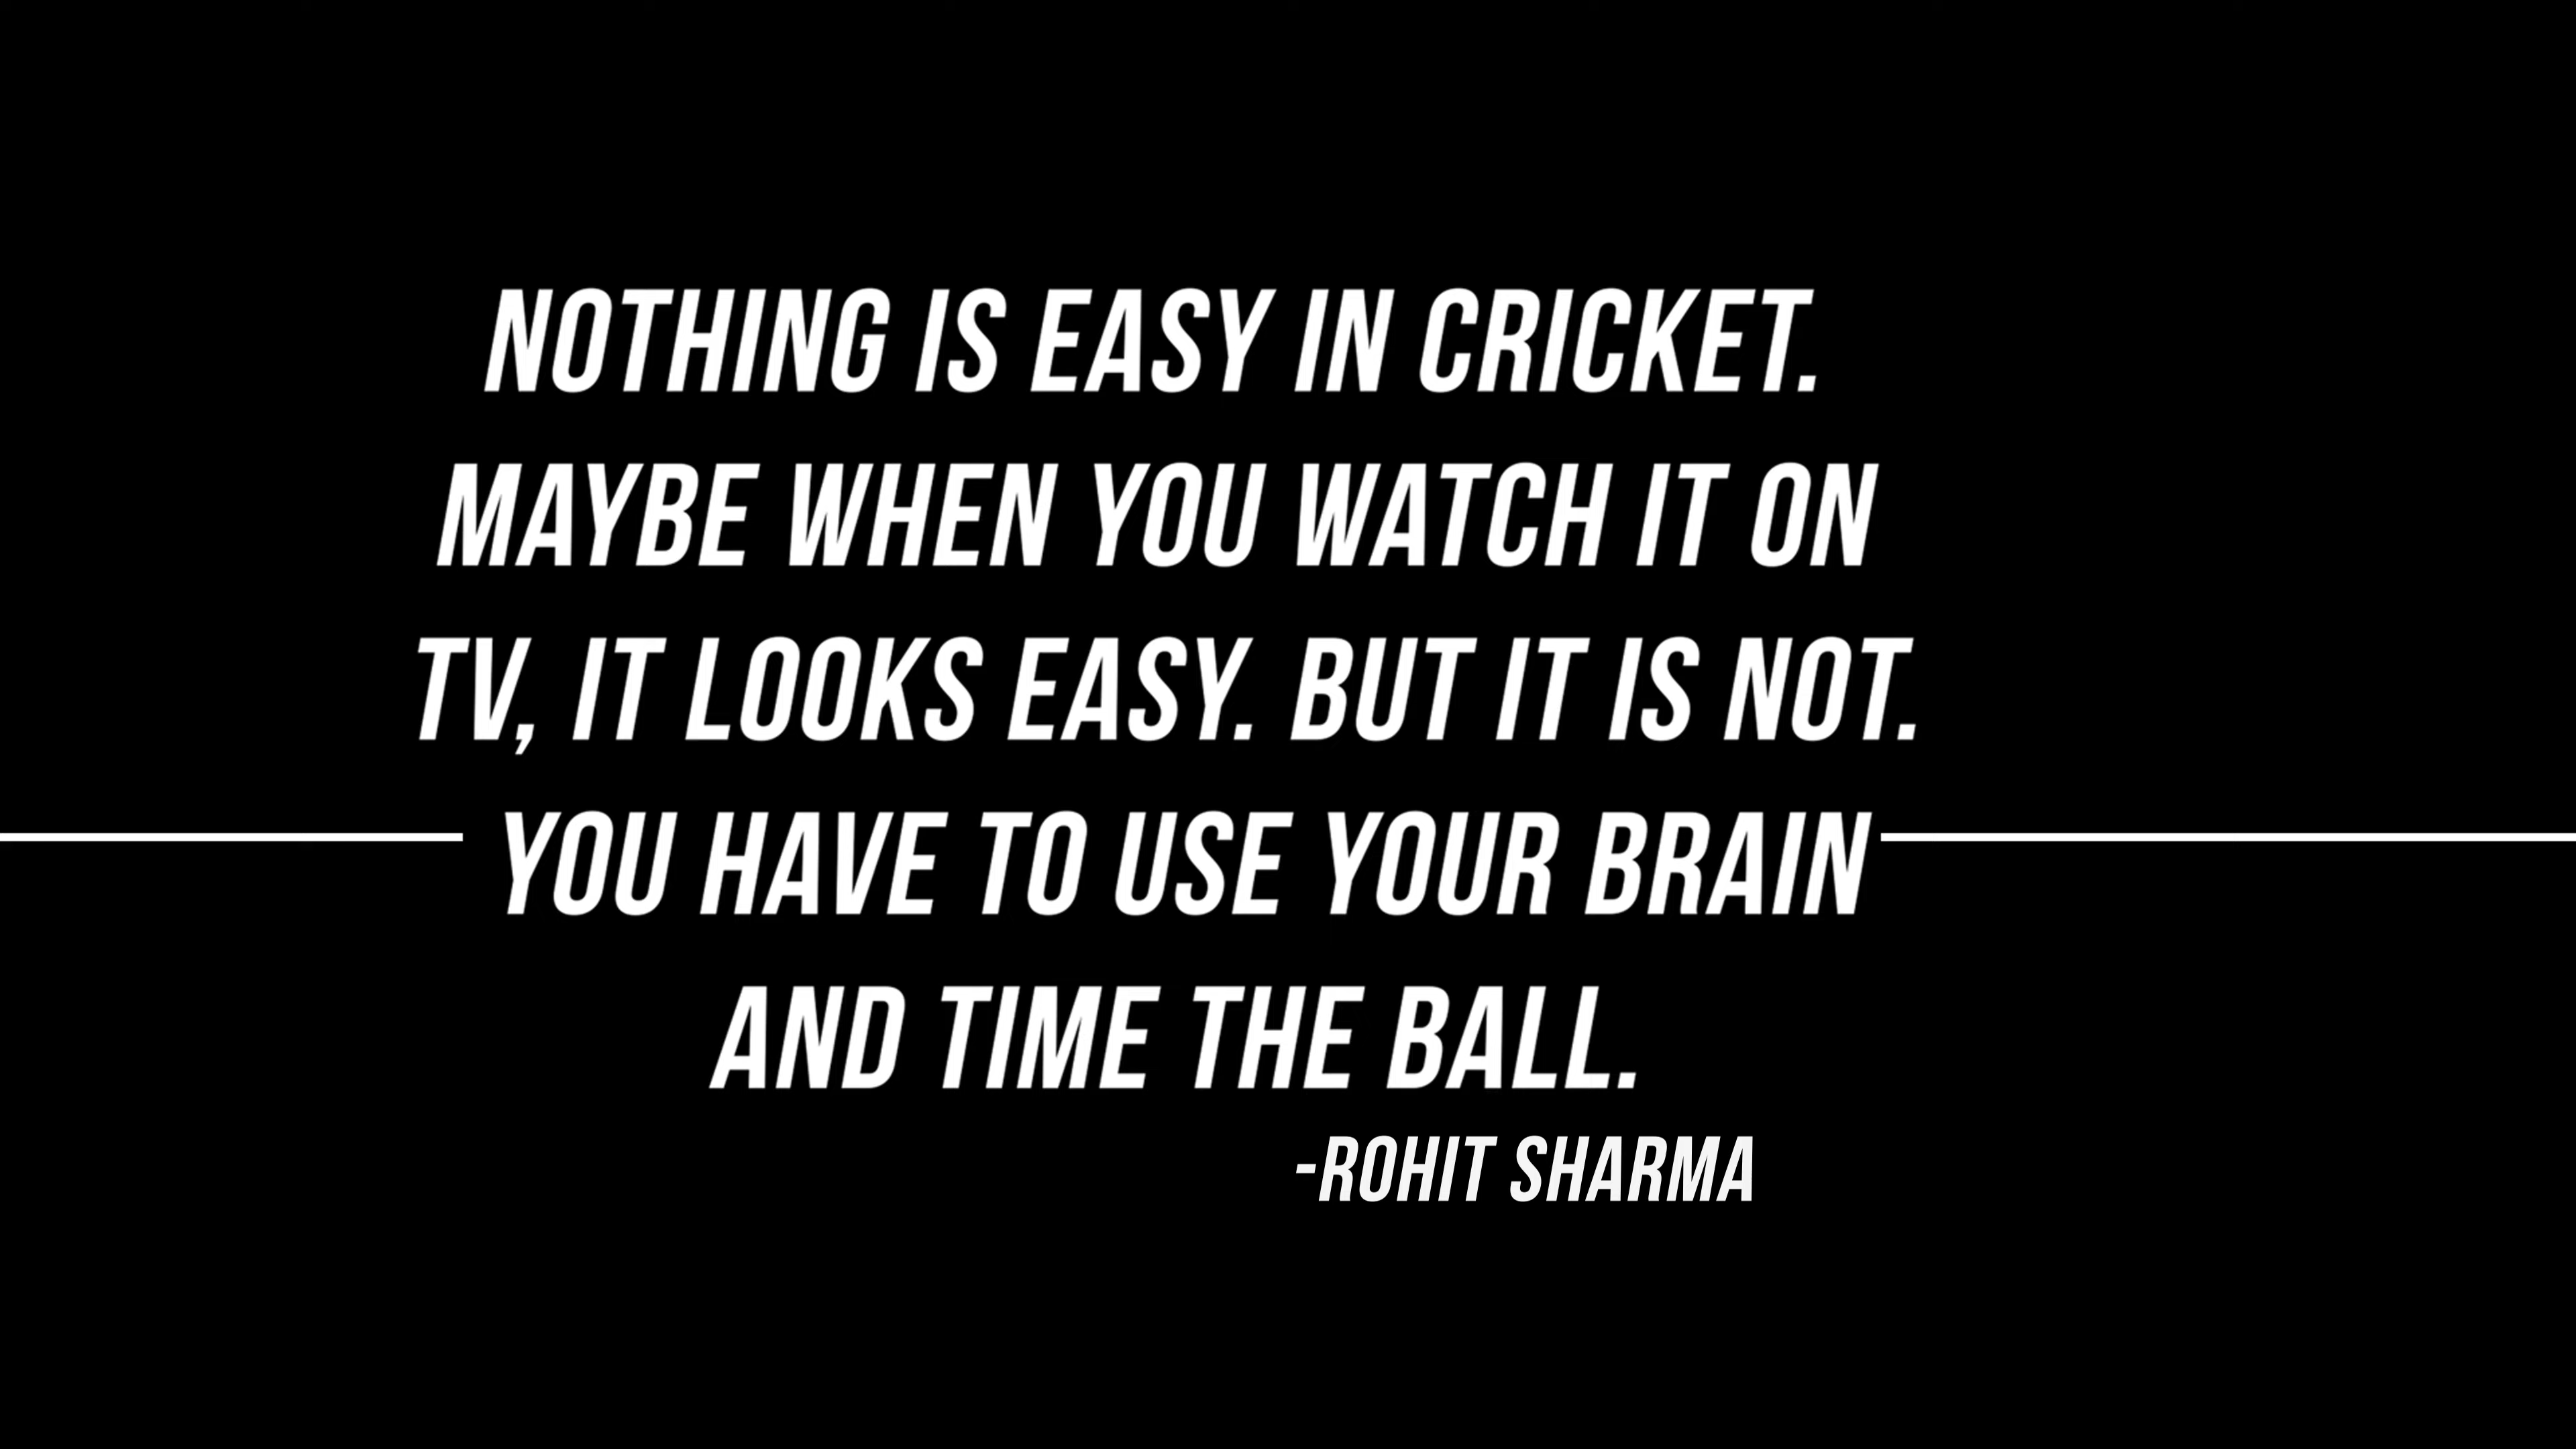 NOTHING IS EASY IN CRICKET.
MAYBE WHEN YOU WATCH IT ON
TV, IT LOOKS EASY. BUT IT IS NOT.
YOU HAVE TO USE YOUR BRAIN
AND TIME THE BALL.
-ROHIT SHARMA